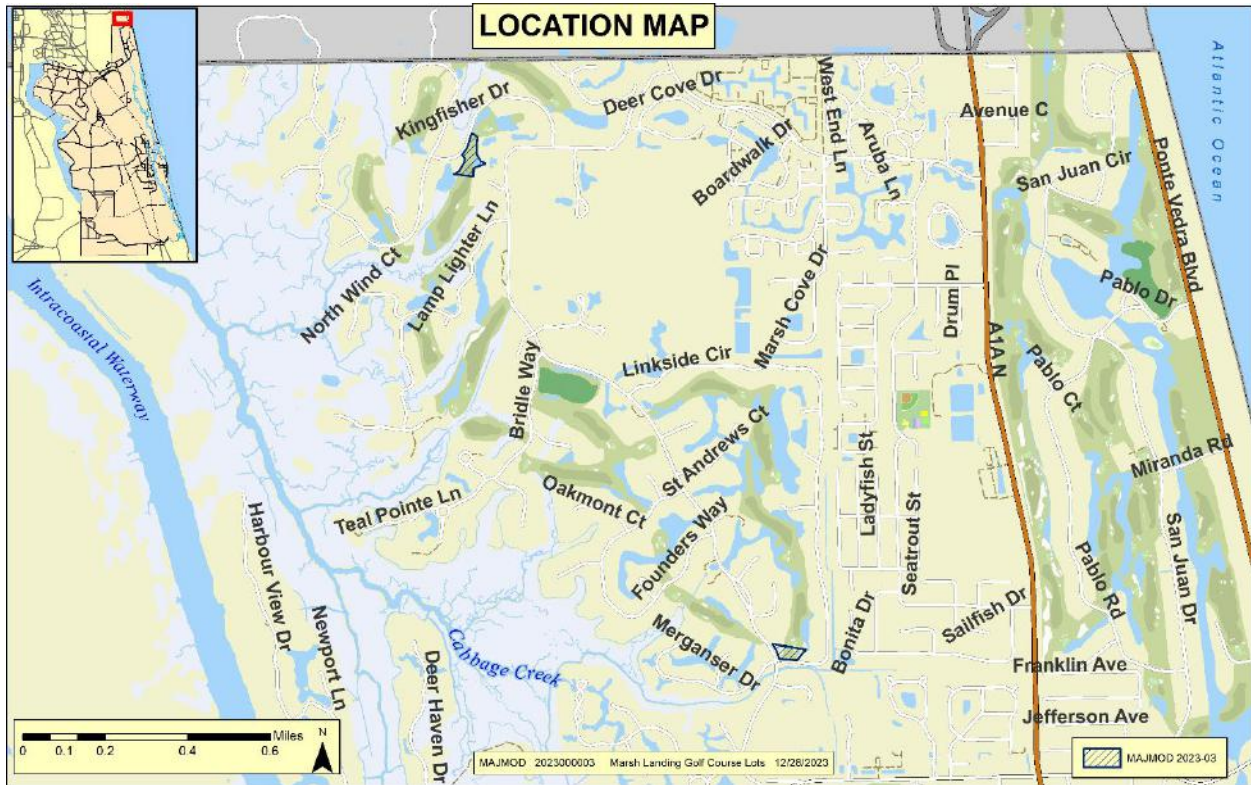 LOCATION MAP
Atlantic Ocean
Kingfisher Dr
Deer Cove Dr
West End Ln
Avenue C
Boardwalk Dr
Aruba Ln
San Juan Cir
Ponte Vedra Blvd
North Wind Ct
Lamp Lighter Ln
Marsh Cove Dr
Drum Pl
Pablo Dr
Intracoastal Waterway
Bridle Way
Linkside Cir
A1A N
Pablo Ct
St Andrews Ct
Ladyfish St
Miranda Rd
Teal Pointe Ln
Oakmont Ct
Founders Way
Seatrout St
Harbour View Dr
Newport Ln
San Juan Dr
Pablo Rd
Bonita Dr
Sailfish Dr
Merganser Dr
Cabbage Creek
Deer Haven Dr
Franklin Ave
Jefferson Ave
Miles
0 0.1 0.2 0.4 0.6
N
MAJMOD 2023000003 Marsh Landing Golf Course Lots 12/28/2023
MAJMOD 2023-03